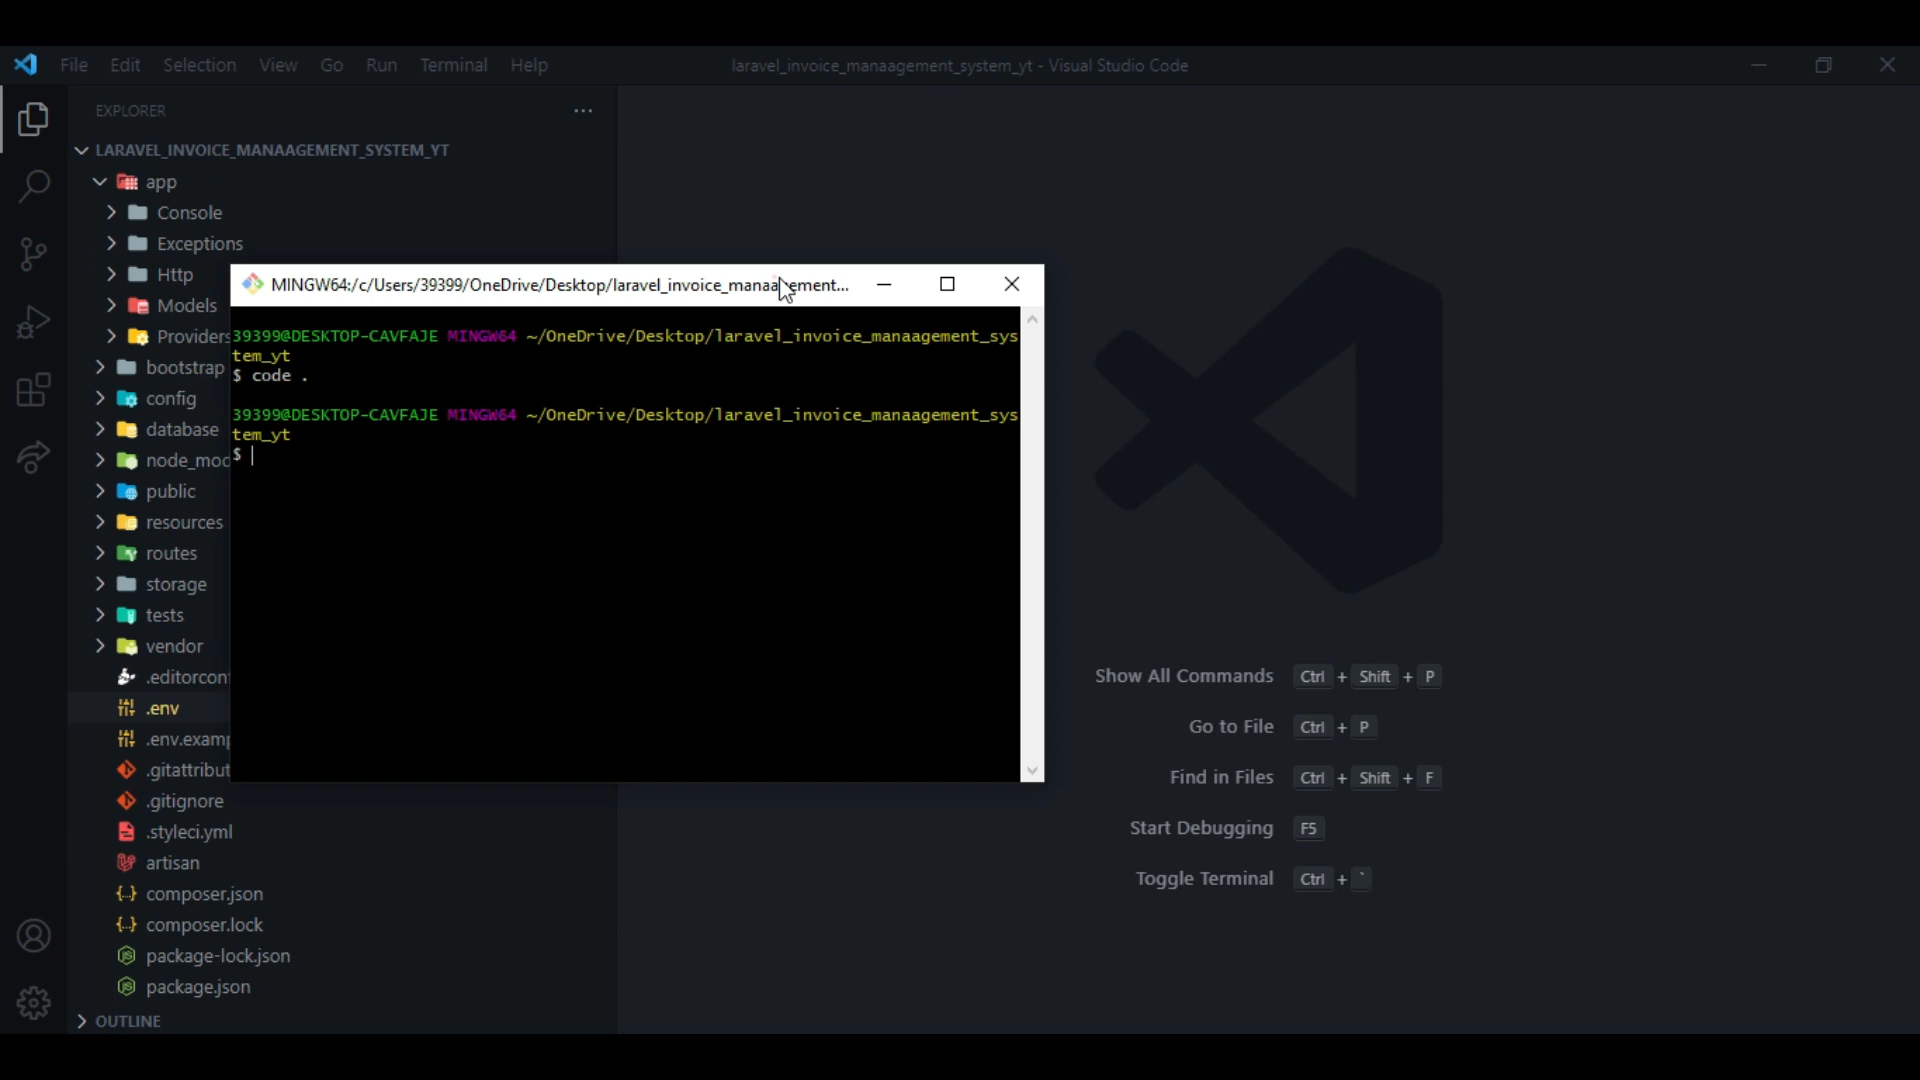 File Edit Selection View Go Run Terminal Help
laravel_invoice_manaagement_system_yt - Visual Studio Code
EXPLORER
LARAVEL_INVOICE_MANAAGEMENT_SYSTEM_YT
app
Console
Exceptions
Http
Models
Providers
bootstrap
config
database
node_mod
public
resources
routes
storage
tests
vendor
.editorconf
.env
.env.examp
.gitattribut
.gitignore
.styleci.yml
artisan
composer.json
composer.lock
package-lock.json
package.json
OUTLINE
MINGW64:/c/Users/39399/OneDrive/Desktop/laravel_invoice_manaagement...
39399@DESKTOP-CAVFAJE MINGW64 ~/OneDrive/Desktop/laravel_invoice_manaagement_sys
tem_yt
$ code .
39399@DESKTOP-CAVFAJE MINGW64 ~/OneDrive/Desktop/laravel_invoice_manaagement_sys
tem_yt
$
Show All Commands Ctrl + Shift + P
Go to File Ctrl + P
Find in Files Ctrl + Shift + F
Start Debugging F5
Toggle Terminal Ctrl + `